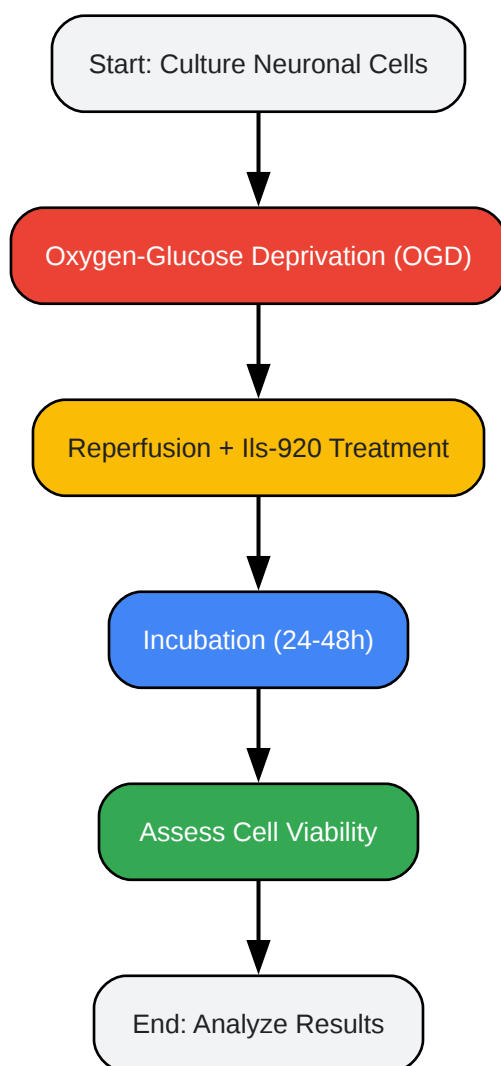 Start: Culture Neuronal Cells
Oxygen-Glucose Deprivation (OGD)
Reperfusion + Ils-920 Treatment
Incubation (24-48h)
Assess Cell Viability
End: Analyze Results